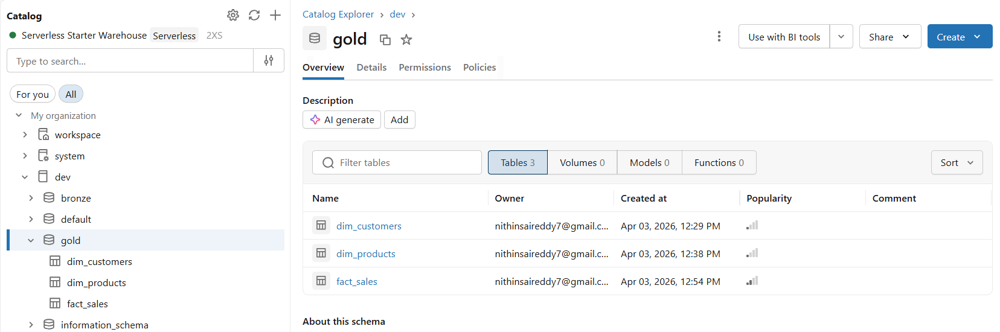 Catalog
Serverless Starter Warehouse Serverless 2XS
Type to search...
For you All
My organization
workspace
system
dev
bronze
default
gold
dim_customers
dim_products
fact_sales
information_schema
Catalog Explorer › dev ›
gold
Use with BI tools
Share
Create
Overview Details Permissions Policies
Description
AI generate Add
Filter tables Tables 3 Volumes 0 Models 0 Functions 0 Sort
Name Owner Created at Popularity Comment
dim_customers nithinsaireddy7@gmail.c... Apr 03, 2026, 12:29 PM
dim_products nithinsaireddy7@gmail.c... Apr 03, 2026, 12:38 PM
fact_sales nithinsaireddy7@gmail.c... Apr 03, 2026, 12:54 PM
About this schema